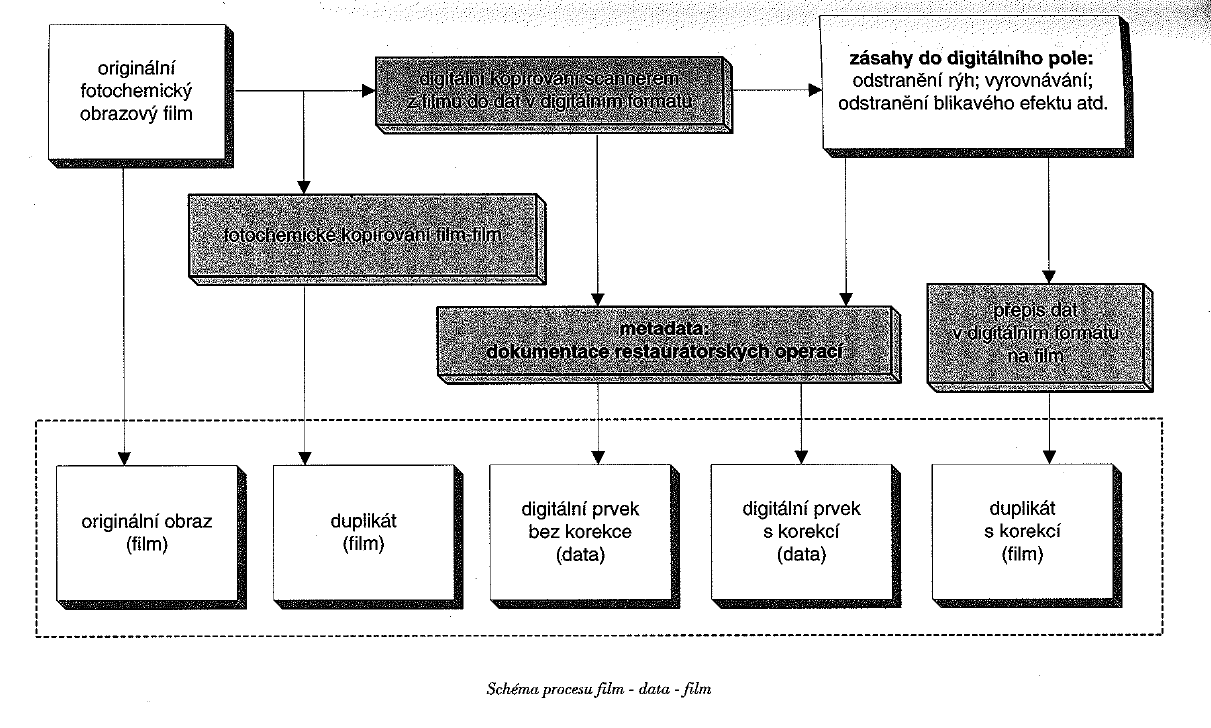 originální
fotochemický
obrazový film
digitální kopírování scannerem
z filmu do dat v digitálním formátu
zásahy do digitálního pole:
odstranění rýh; vyrovnávání;
odstranění blikavého efektu atd.
fotochemické kopírování film-film
metadata:
dokumentace restaurátorských operací
přepis dat
v digitálním formátu
na film
originální obraz
(film)
duplikát
(film)
digitální prvek
bez korekce
(data)
digitální prvek
s korekcí
(data)
duplikát
s korekcí
(film)
Schéma procesu film - data - film